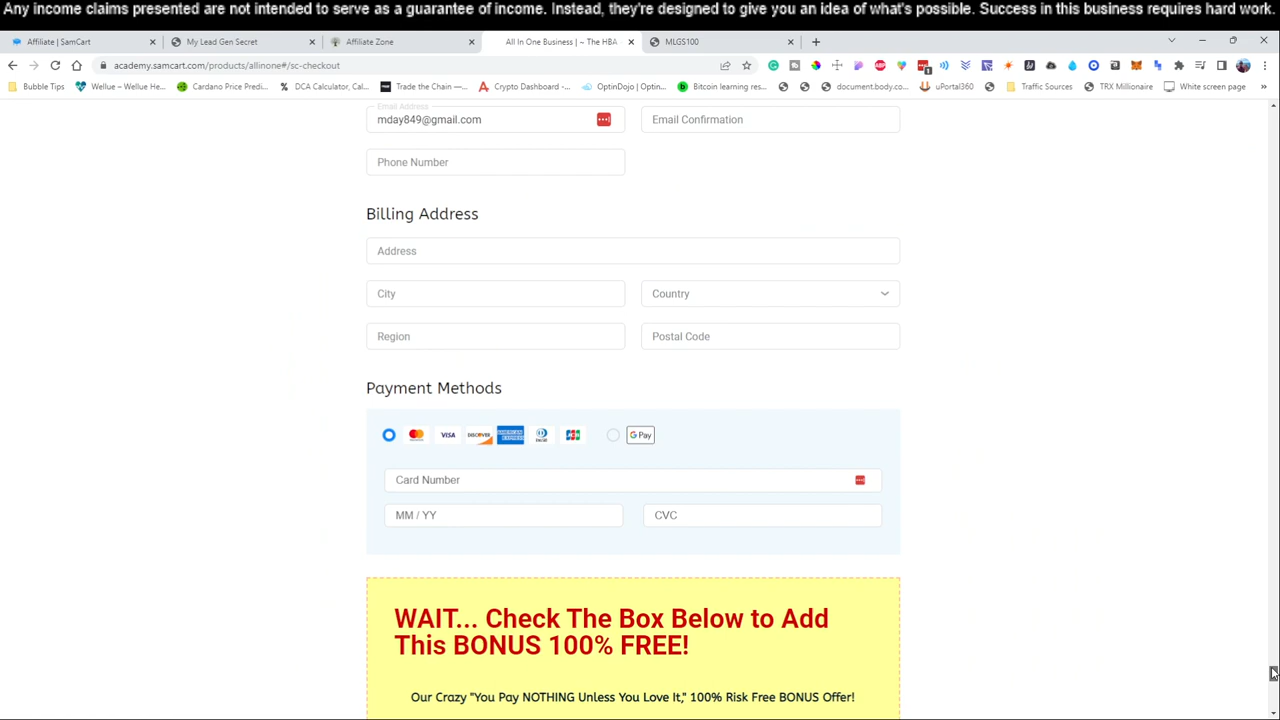 Any income claims presented are not intended to serve as a guarantee of income. Instead, they're designed to give you an idea of what's possible. Success in this business requires hard work.
Affiliate | SamCart
My Lead Gen Secret
Affiliate Zone
All In One Business | ~ The HBA
MLGS100
academy.samcart.com/products/allinone#/sc-checkout
Bubble Tips
Wellue – Wellue He...
Cardano Price Predi...
DCA Calculator, Cal...
Trade the Chain —...
Crypto Dashboard -...
OptinDojo | Optin...
Bitcoin learning res...
document.body.co...
uPortal360
Traffic Sources
TRX Millionaire
White screen page
»
Email Address
mday849@gmail.com
Email Confirmation
Phone Number
Billing Address
Address
City
Country
Region
Postal Code
Payment Methods
VISA
DISCOVER
AMERICAN EXPRESS
JCB
G Pay
Card Number
MM / YY
CVC
WAIT... Check The Box Below to Add
This BONUS 100% FREE!
Our Crazy "You Pay NOTHING Unless You Love It," 100% Risk Free BONUS Offer!